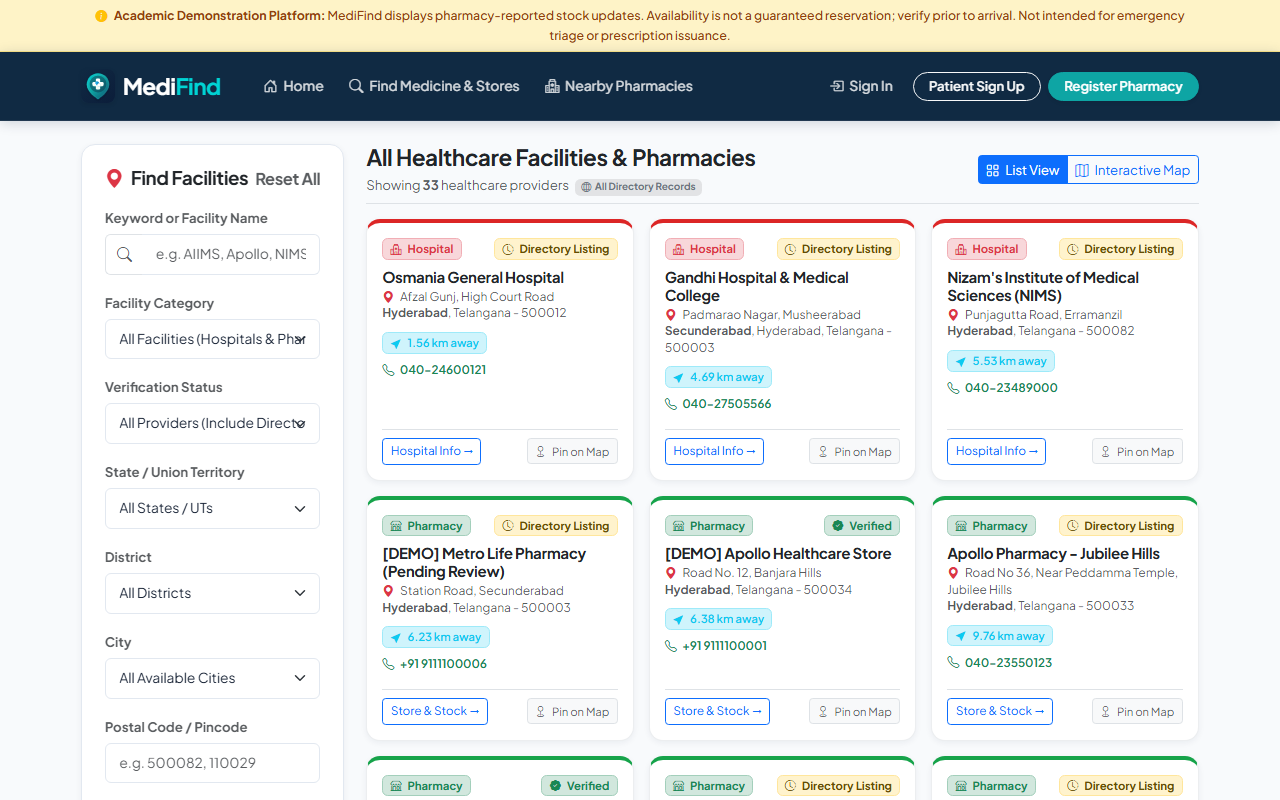 Academic Demonstration Platform: MediFind displays pharmacy-reported stock updates. Availability is not a guaranteed reservation; verify prior to arrival. Not intended for emergency
triage or prescription issuance.
MediFind
Home
Find Medicine & Stores
Nearby Pharmacies
Sign In
Patient Sign Up
Register Pharmacy
Find Facilities
Reset All
Keyword or Facility Name
e.g. AIIMS, Apollo, NIMS
Facility Category
All Facilities (Hospitals & Phar
Verification Status
All Providers (Include Directo
State / Union Territory
All States / UTs
District
All Districts
City
All Available Cities
Postal Code / Pincode
e.g. 500082, 110029
All Healthcare Facilities & Pharmacies
Showing 33 healthcare providers
All Directory Records
List View
Interactive Map
Hospital
Directory Listing
Osmania General Hospital
Afzal Gunj, High Court Road
Hyderabad, Telangana - 500012
1.56 km away
040-24600121
Hospital Info →
Pin on Map
Hospital
Directory Listing
Gandhi Hospital & Medical
College
Padmarao Nagar, Musheerabad
Secunderabad, Hyderabad, Telangana -
500003
4.69 km away
040-27505566
Hospital Info →
Pin on Map
Hospital
Directory Listing
Nizam's Institute of Medical
Sciences (NIMS)
Punjagutta Road, Erramanzil
Hyderabad, Telangana - 500082
5.53 km away
040-23489000
Hospital Info →
Pin on Map
Pharmacy
Directory Listing
[DEMO] Metro Life Pharmacy
(Pending Review)
Station Road, Secunderabad
Hyderabad, Telangana - 500003
6.23 km away
+91 9111100006
Store & Stock →
Pin on Map
Pharmacy
Verified
[DEMO] Apollo Healthcare Store
Road No. 12, Banjara Hills
Hyderabad, Telangana - 500034
6.38 km away
+91 9111100001
Store & Stock →
Pin on Map
Pharmacy
Directory Listing
Apollo Pharmacy - Jubilee Hills
Road No 36, Near Peddamma Temple,
Jubilee Hills
Hyderabad, Telangana - 500033
9.76 km away
040-23550123
Store & Stock →
Pin on Map
Pharmacy
Verified
Pharmacy
Directory Listing
Pharmacy
Directory Listing